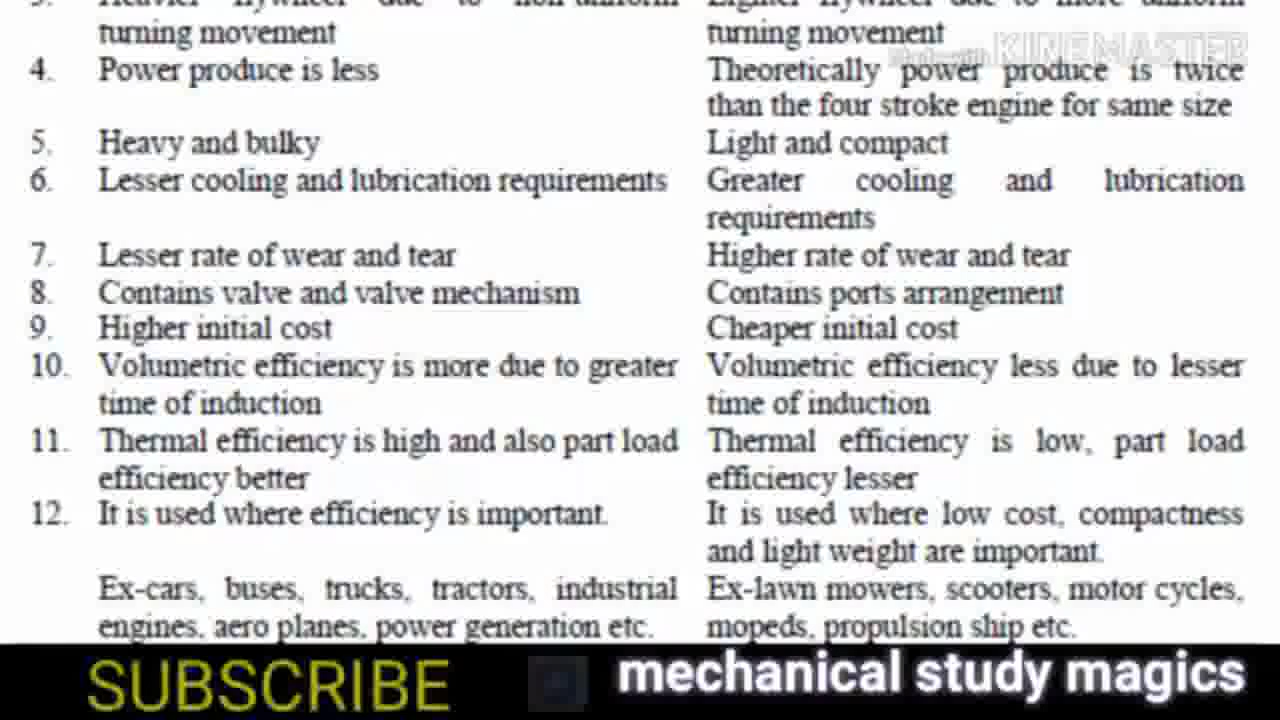 turning movement
turning movement
KINEMASTER
4. Power produce is less
Theoretically power produce is twice
than the four stroke engine for same size
5. Heavy and bulky
Light and compact
6. Lesser cooling and lubrication requirements
Greater cooling and lubrication
requirements
7. Lesser rate of wear and tear
Higher rate of wear and tear
8. Contains valve and valve mechanism
Contains ports arrangement
9. Higher initial cost
Cheaper initial cost
10. Volumetric efficiency is more due to greater
time of induction
Volumetric efficiency less due to lesser
time of induction
11. Thermal efficiency is high and also part load
efficiency better
Thermal efficiency is low, part load
efficiency lesser
12. It is used where efficiency is important.
It is used where low cost, compactness
and light weight are important.
Ex-cars, buses, trucks, tractors, industrial
engines, aero planes, power generation etc.
Ex-lawn mowers, scooters, motor cycles,
mopeds, propulsion ship etc.
SUBSCRIBE
mechanical study magics